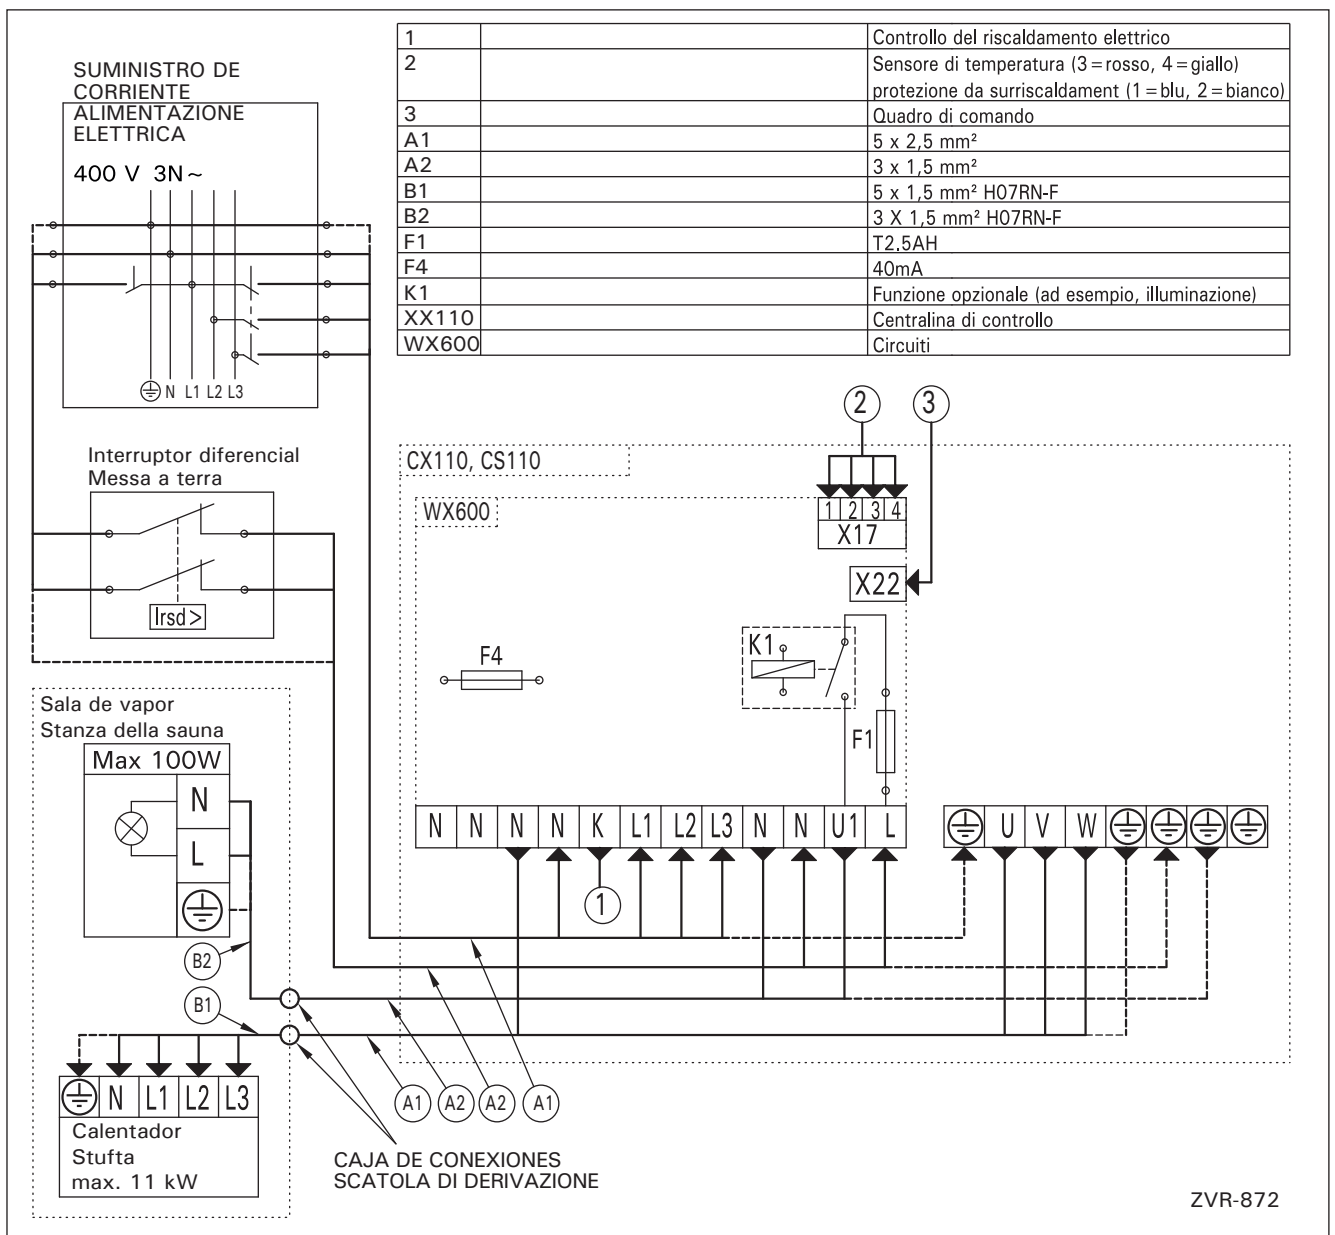 1 Controllo del riscaldamento elettrico
2 Sensore di temperatura (3=rosso, 4=giallo)
protezione da surriscaldament (1=blu, 2=bianco)
3 Quadro di comando
A1 5 x 2,5 mm²
A2 3 x 1,5 mm²
B1 5 x 1,5 mm² H07RN-F
B2 3 X 1,5 mm² H07RN-F
F1 T2.5AH
F4 40mA
K1 Funzione opzionale (ad esempio, illuminazione)
XX110 Centralina di controllo
WX600 Circuiti
SUMINISTRO DE
CORRIENTE
ALIMENTAZIONE
ELETTRICA
400 V 3N~
N L1 L2 L3
Interruptor diferencial
Messa a terra
Irsd>
2 3
CX110, CS110
WX600
1 2 3 4
X17
X22
K1
F4
F1
Sala de vapor
Stanza della sauna
Max 100W
N
L
N N N N K L1 L2 L3 N N U1 L
U V W
1
B2
B1
N L1 L2 L3
Calentador
Stufta
max. 11 kW
A1 A2 A2 A1
CAJA DE CONEXIONES
SCATOLA DI DERIVAZIONE
ZVR-872